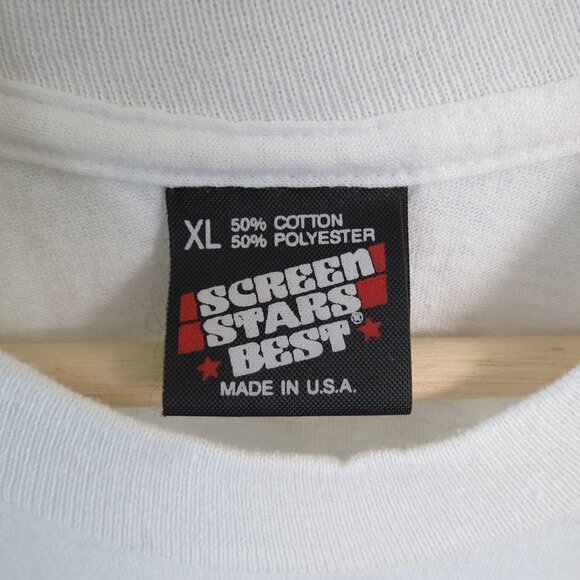 XL 50% COTTON
50% POLYESTER
SCREEN
STARS
BEST®
MADE IN U.S.A.